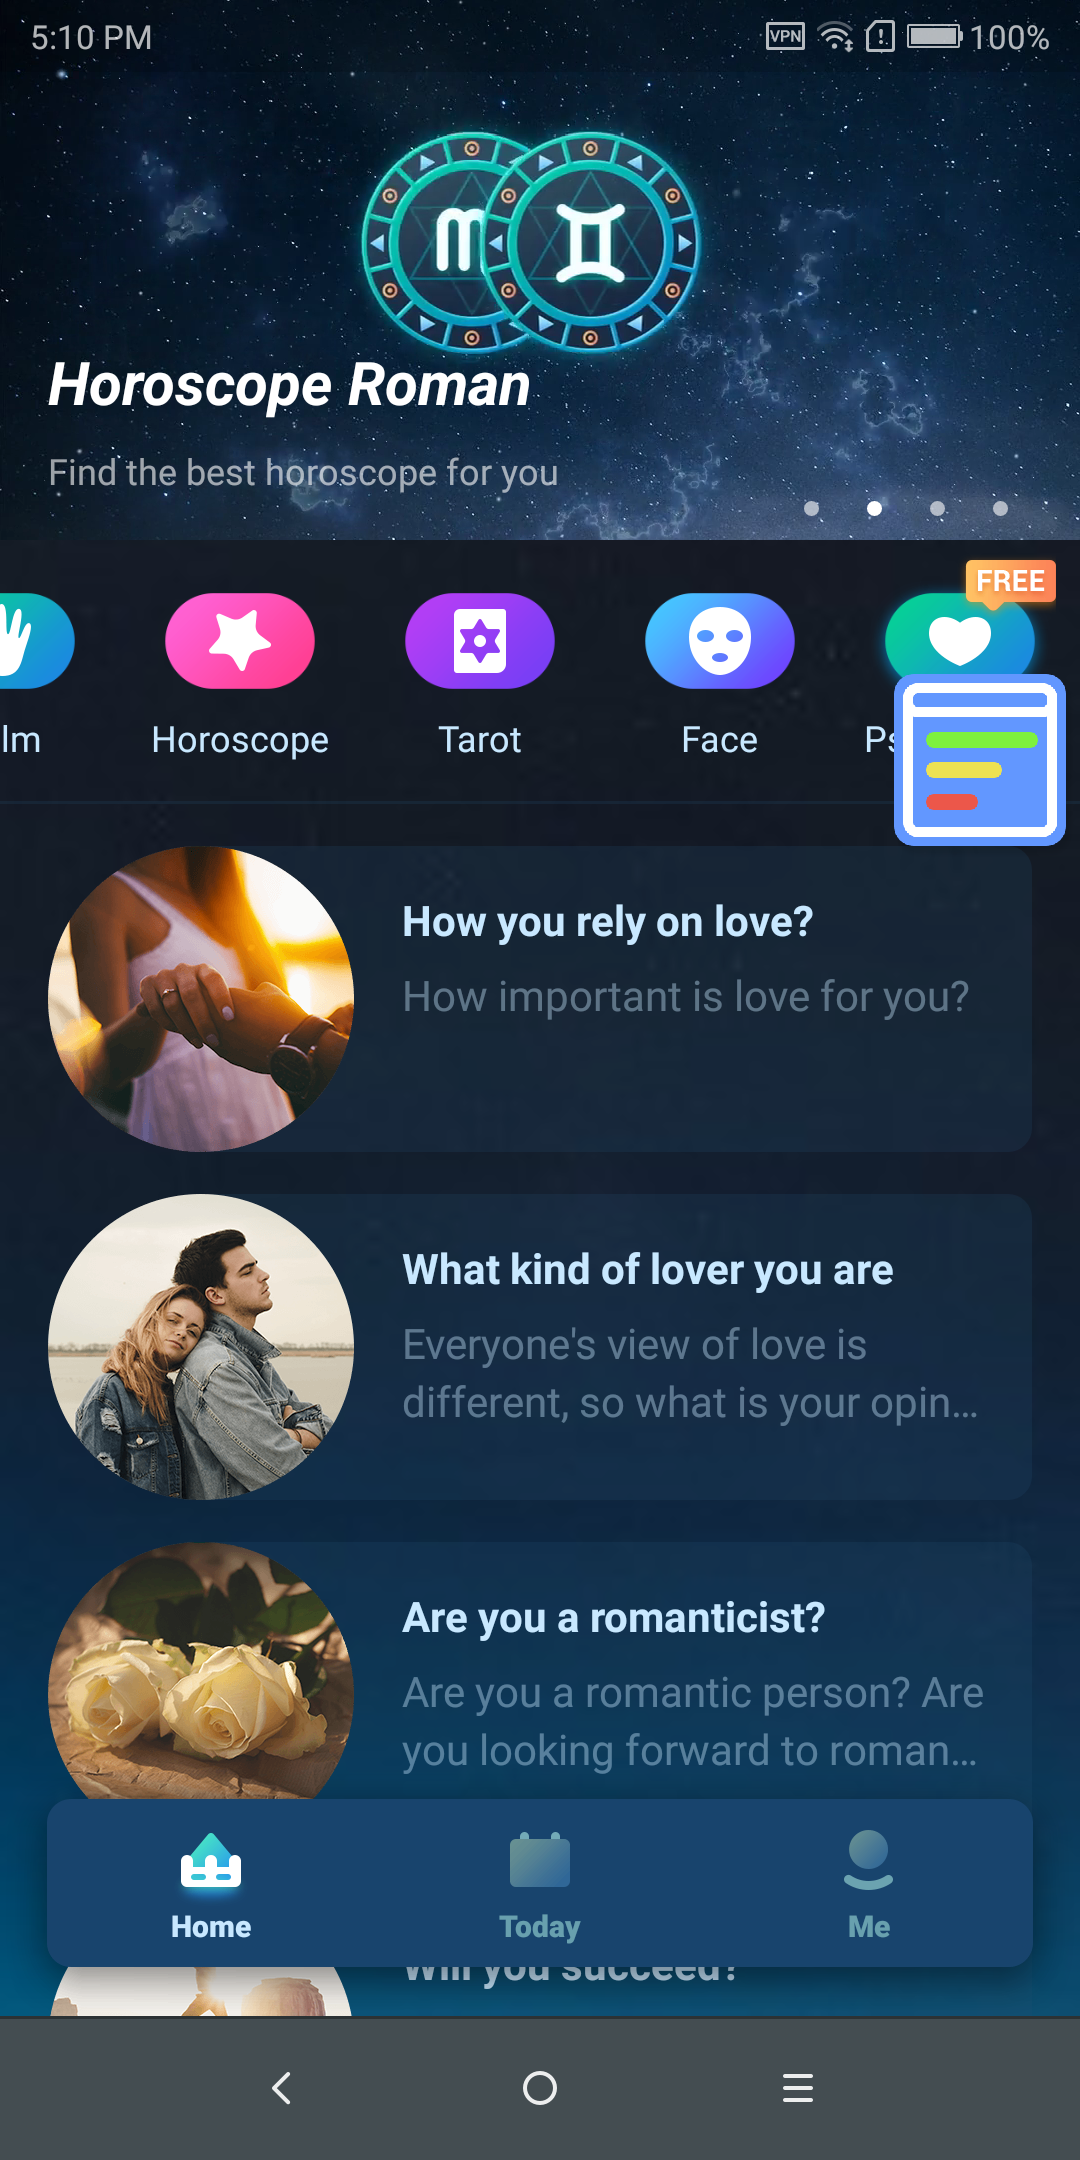 5:10 PM
VPN
100%
Horoscope Roman
Find the best horoscope for you
FREE
lm
Horoscope
Tarot
Face
Ps
How you rely on love?
How important is love for you?
What kind of lover you are
Everyone's view of love is
different, so what is your opin...
Are you a romanticist?
Are you a romantic person? Are
you looking forward to roman...
Home
Today
Me
Will you succeed?